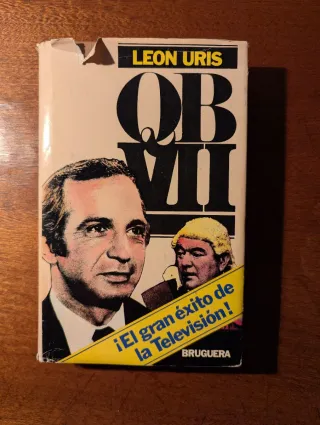 LEON URIS
QB
VII
¡El gran éxito de
la Televisión!
BRUGUERA